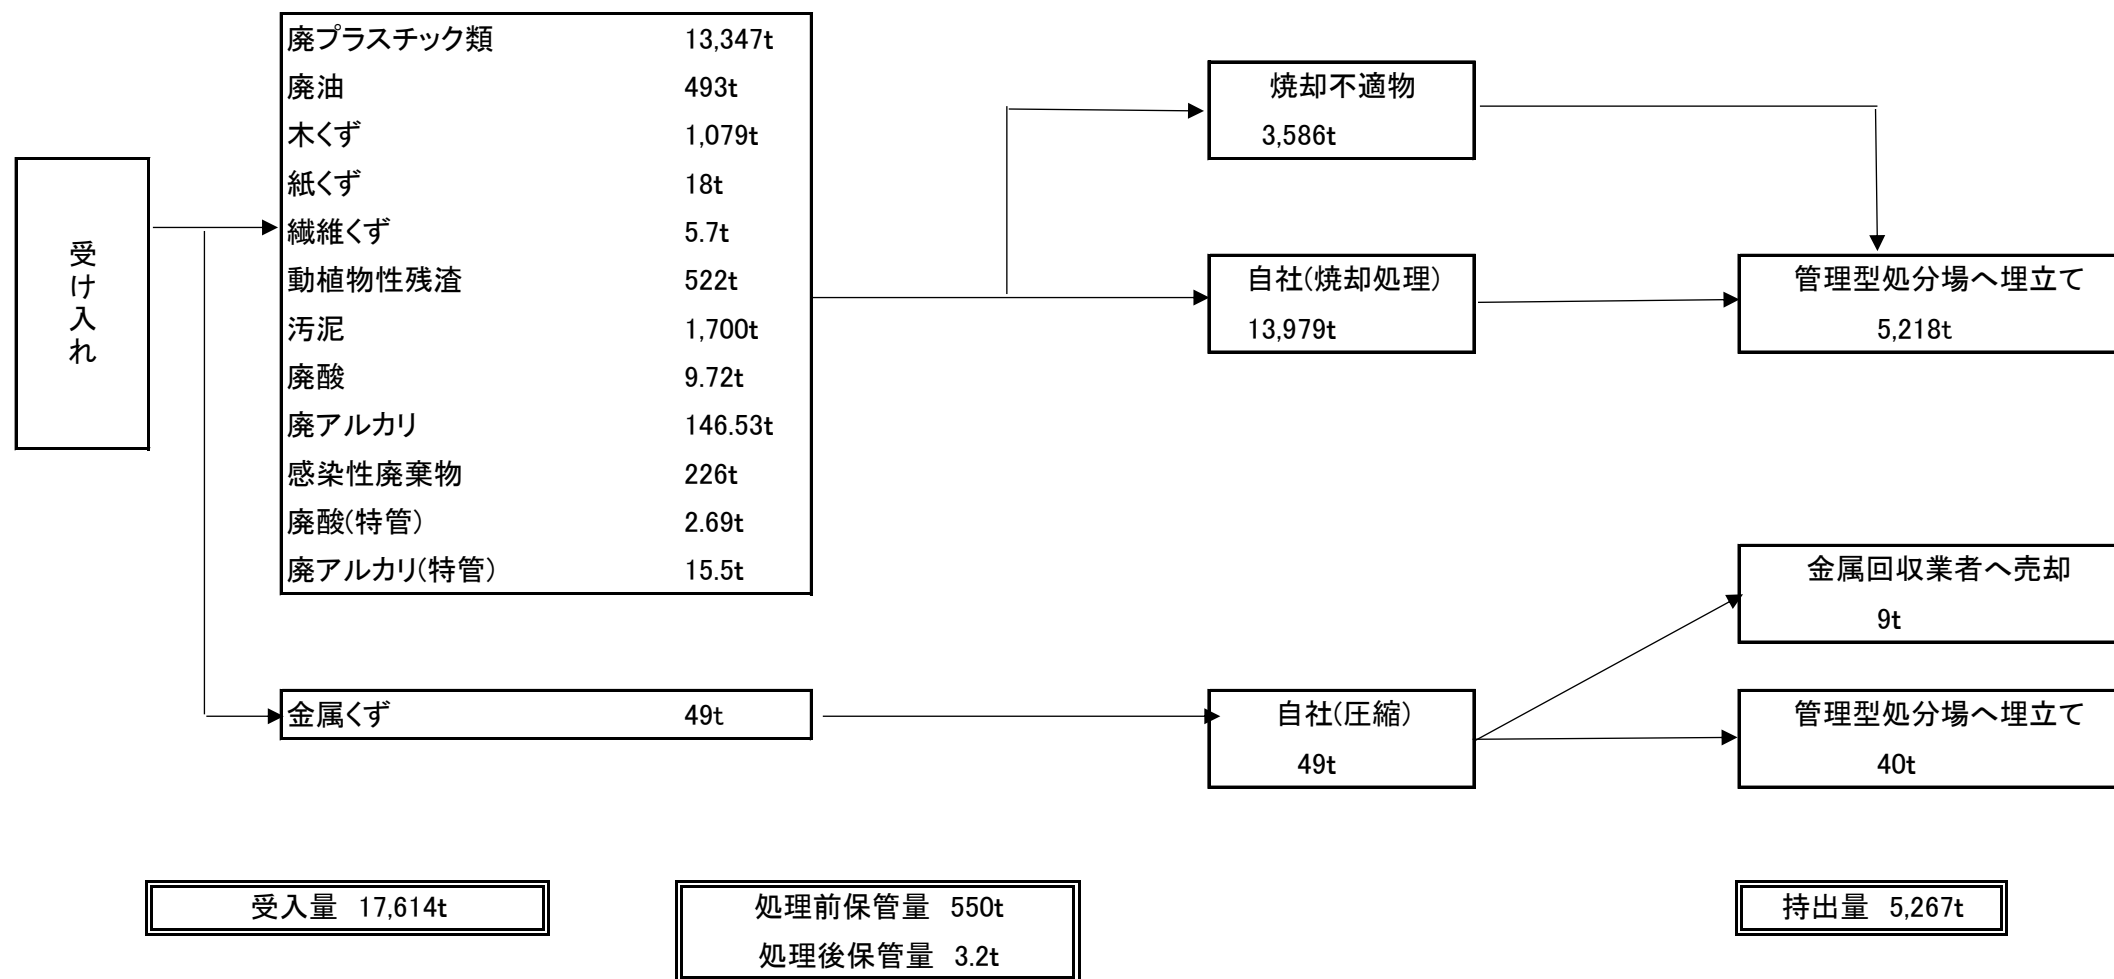 受け入れ
廃プラスチック類 13,347t
廃油 493t
木くず 1,079t
紙くず 18t
繊維くず 5.7t
動植物性残渣 522t
汚泥 1,700t
廃酸 9.72t
廃アルカリ 146.53t
感染性廃棄物 226t
廃酸(特管) 2.69t
廃アルカリ(特管) 15.5t
金属くず 49t
焼却不適物
3,586t
自社(焼却処理)
13,979t
管理型処分場へ埋立て
5,218t
自社(圧縮)
49t
金属回収業者へ売却
9t
管理型処分場へ埋立て
40t
受入量 17,614t
処理前保管量 550t
処理後保管量 3.2t
持出量 5,267t